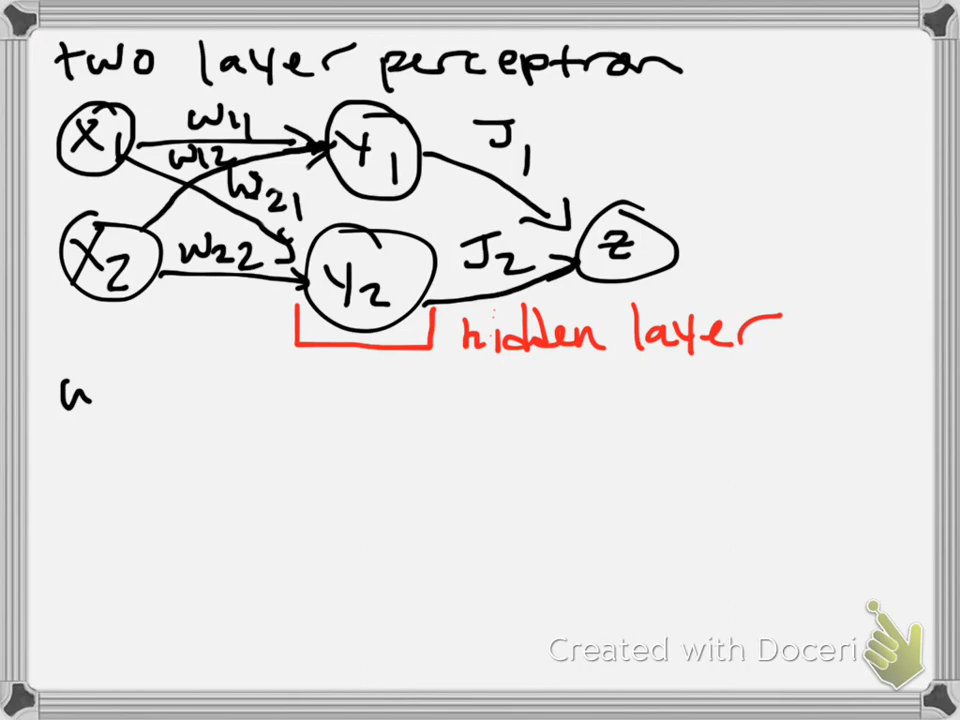 two layer perceptron
X1 W11 Y1 J1
W12
W21
X2 W22 Y2 J2 Z
hidden layer
Created with Doceri